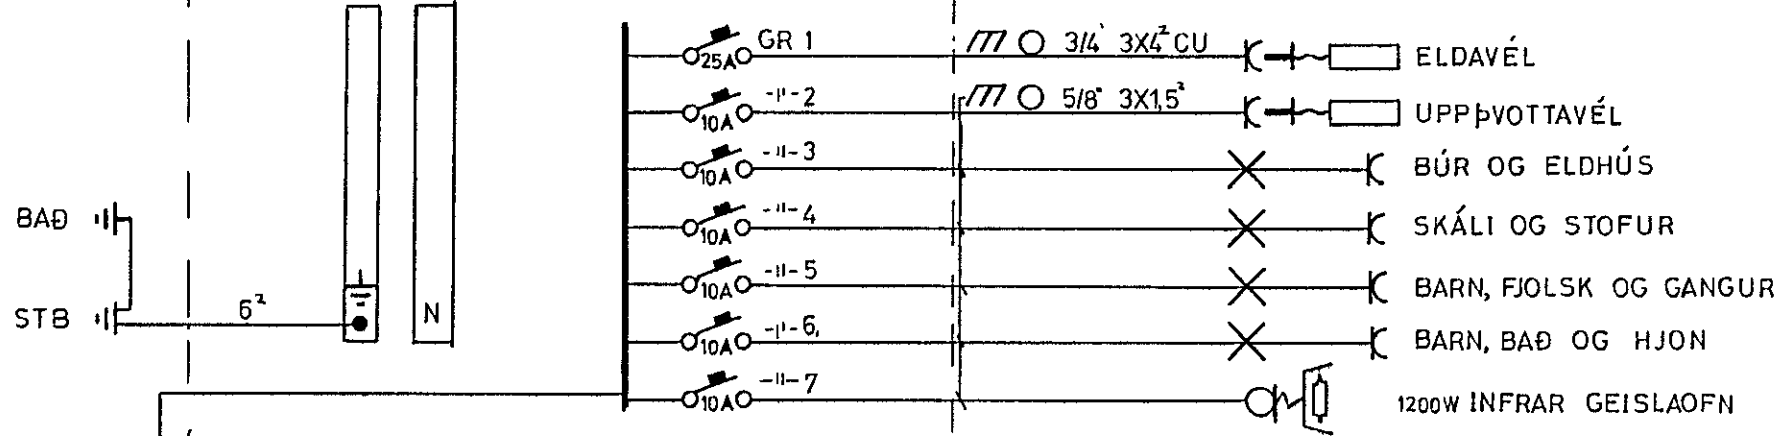 GR 1 3/4" 3X4² CU ELDAVÉL
25A
-"-2 5/8" 3X1,5² UPPÞVOTTAVÉL
10A
-"-3 BÚR OG ELDHÚS
10A
BAÐ -"-4 SKÁLI OG STOFUR
10A
-"-5 BARN, FJOLSK OG GANGUR
10A
STB 6² N -"-6 BARN, BAÐ OG HJON
10A
-"-7 1200W INFRAR GEISLAOFN
10A